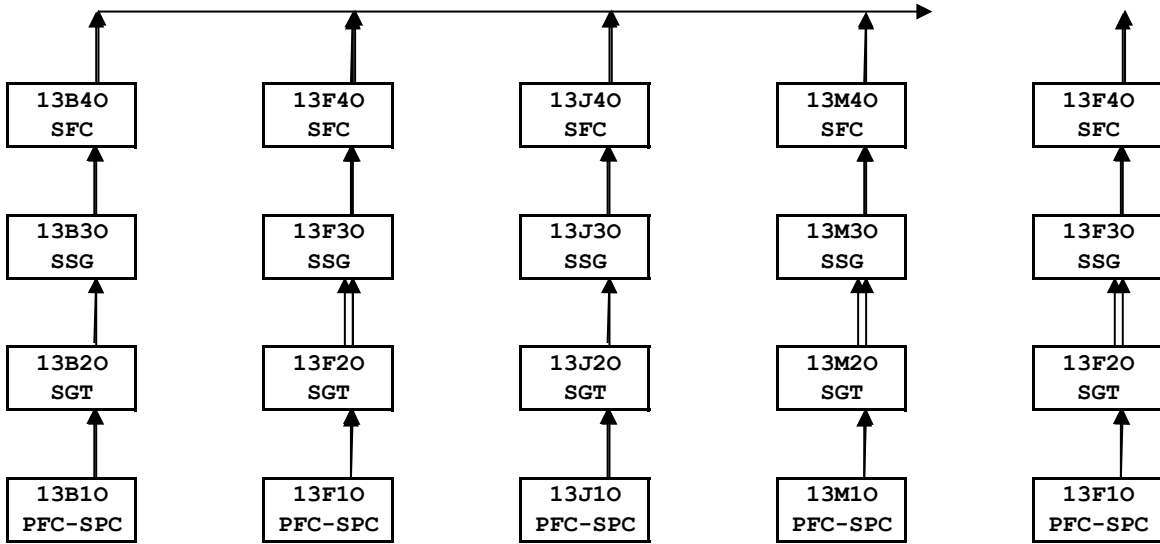 13B4O
SFC
13F4O
SFC
13J4O
SFC
13M4O
SFC
13F4O
SFC
13B3O
SSG
13F3O
SSG
13J3O
SSG
13M3O
SSG
13F3O
SSG
13B2O
SGT
13F2O
SGT
13J2O
SGT
13M2O
SGT
13F2O
SGT
13B1O
PFC-SPC
13F1O
PFC-SPC
13J1O
PFC-SPC
13M1O
PFC-SPC
13F1O
PFC-SPC